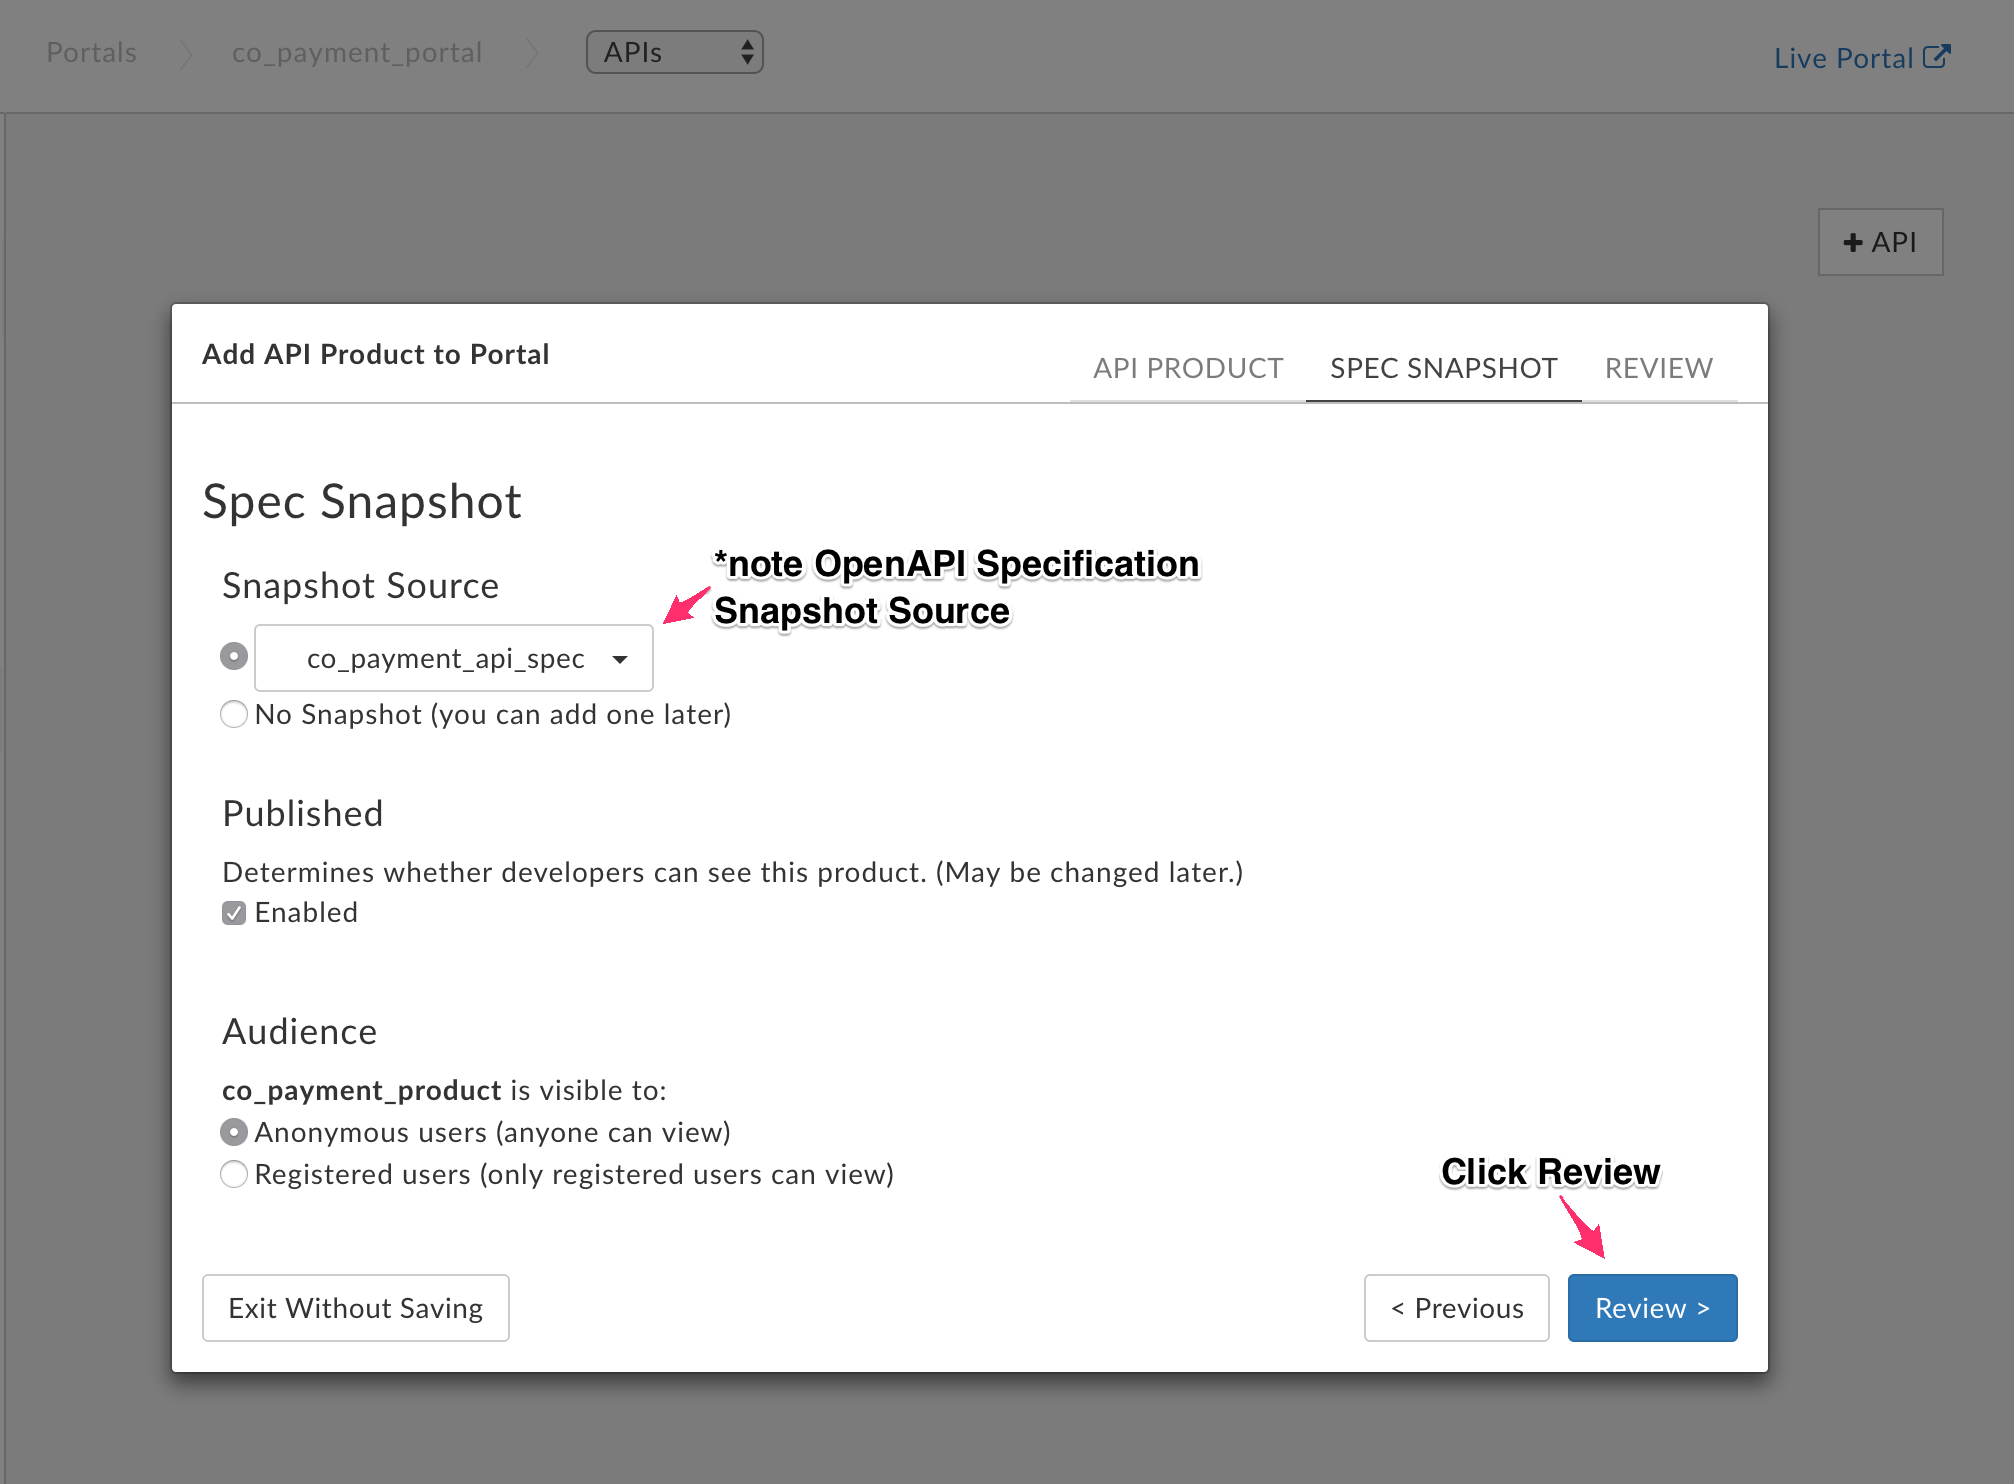 Portals
co_payment_portal
APIs
Live Portal
+ API
Add API Product to Portal
API PRODUCT
SPEC SNAPSHOT
REVIEW
Spec Snapshot
*note OpenAPI Specification
Snapshot Source
Snapshot Source
co_payment_api_spec
No Snapshot (you can add one later)
Published
Determines whether developers can see this product. (May be changed later.)
Enabled
Audience
co_payment_product is visible to:
Anonymous users (anyone can view)
Registered users (only registered users can view)
Click Review
Exit Without Saving
< Previous
Review >